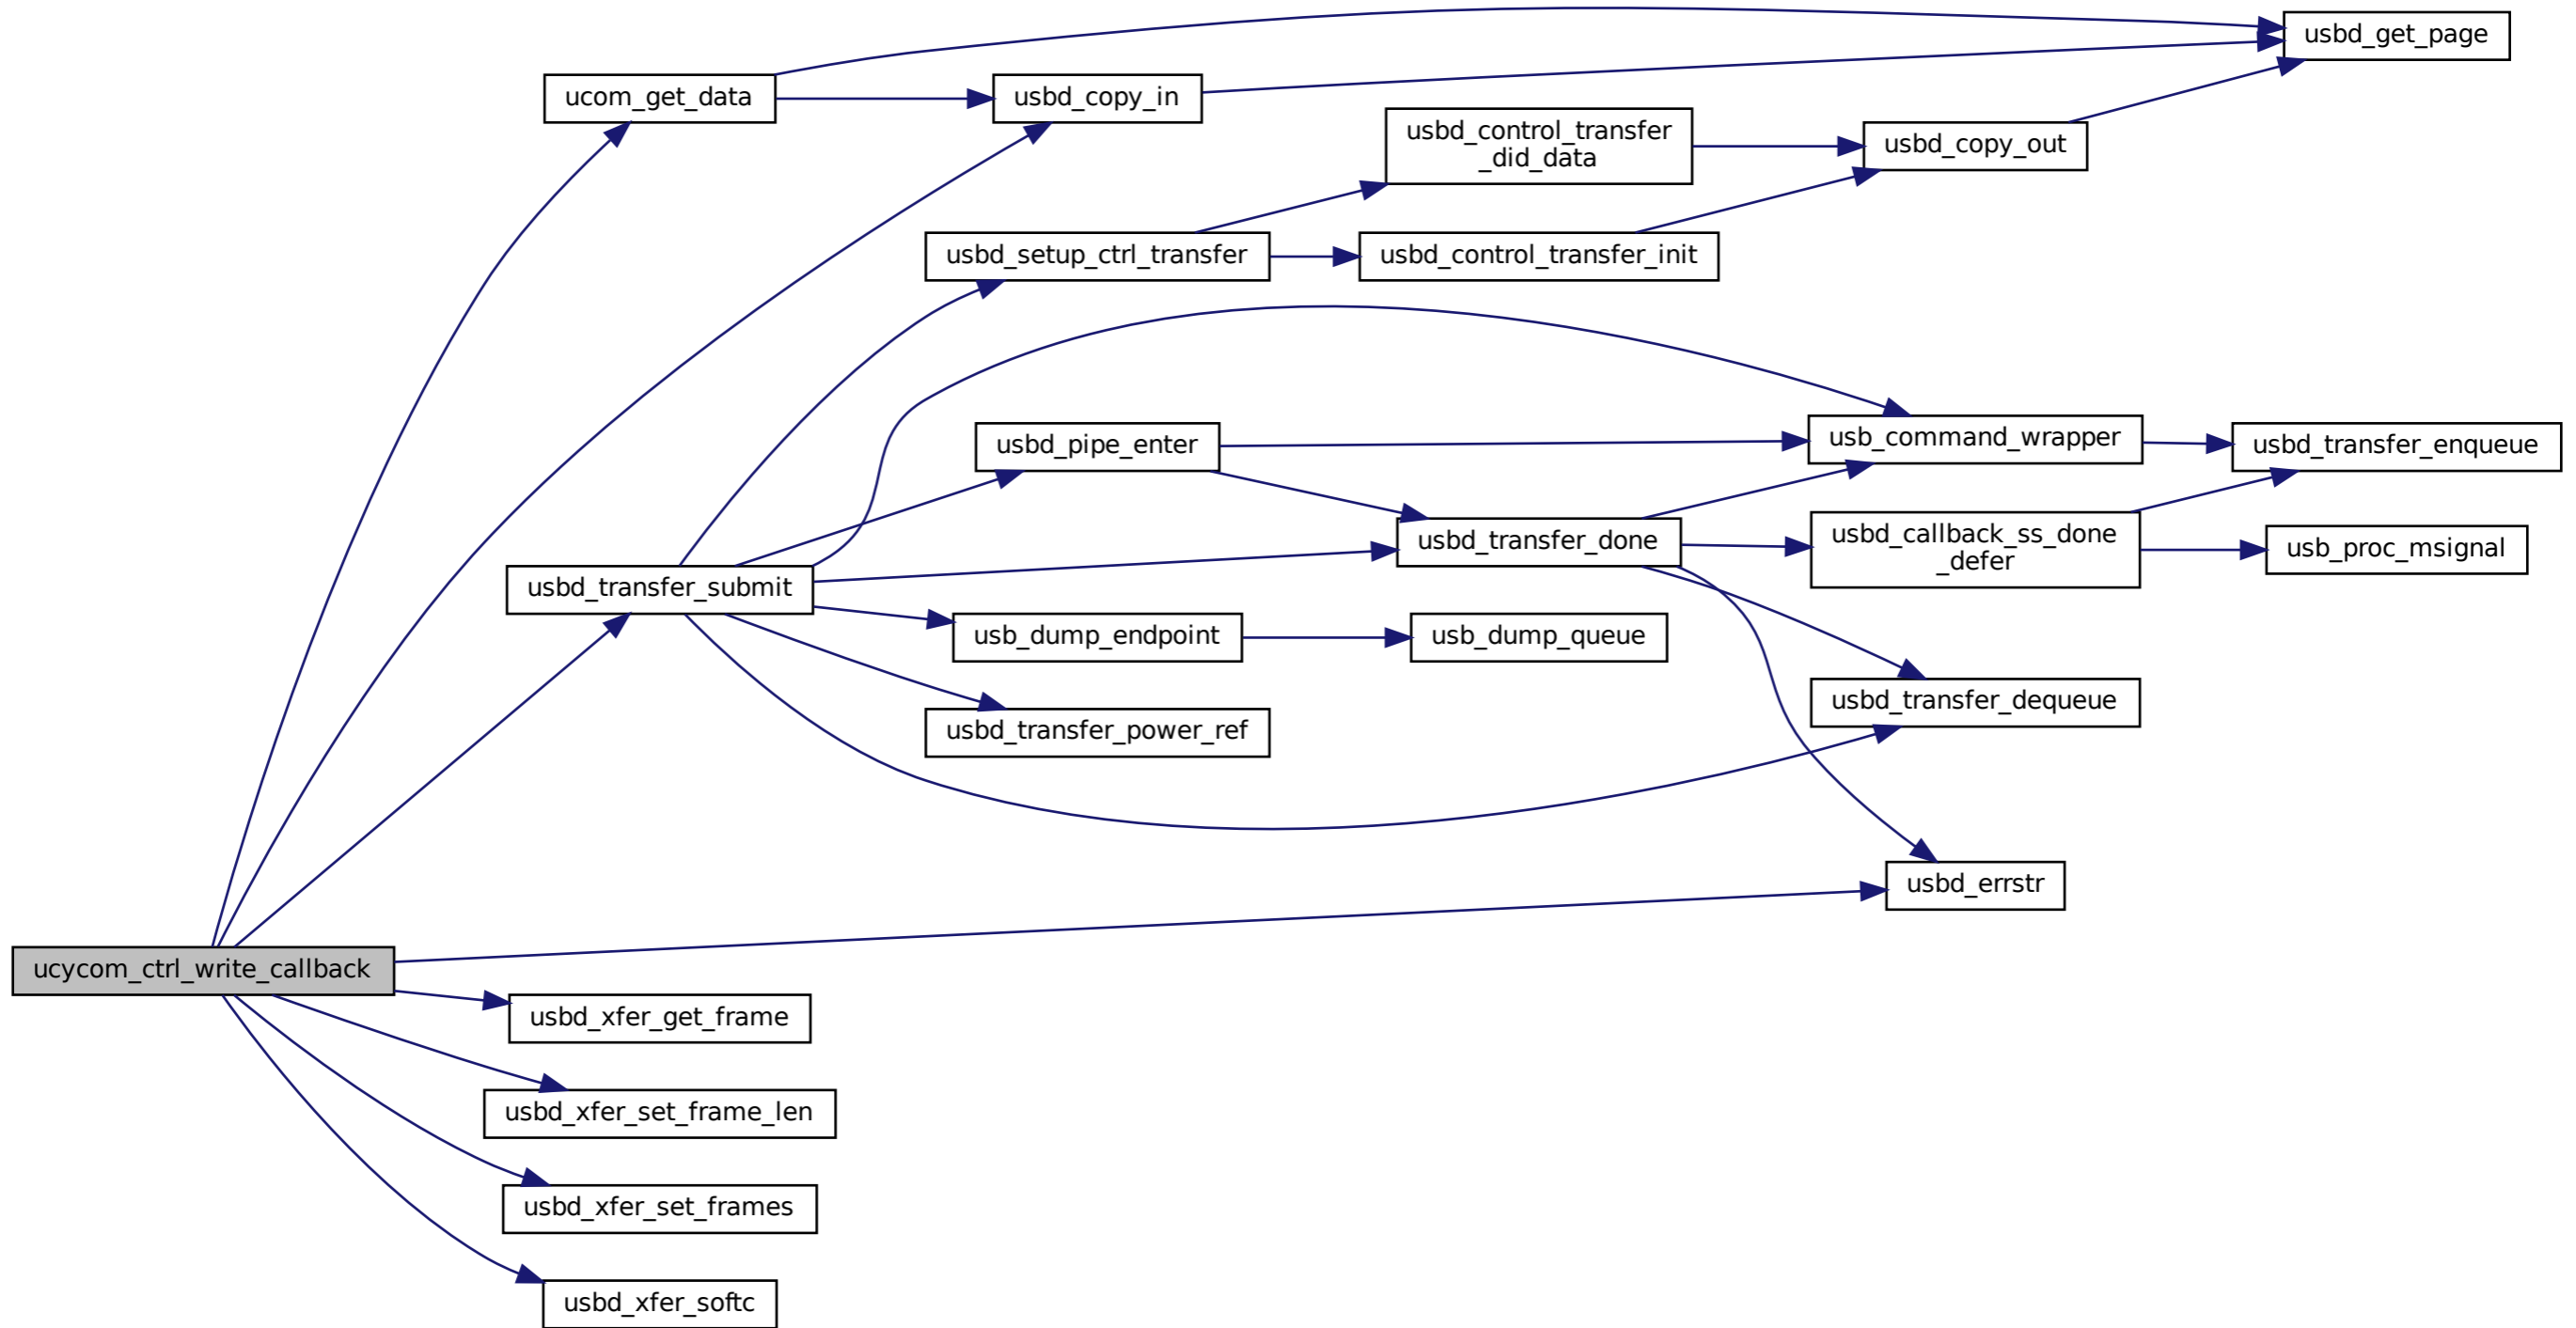 usbd_get_page
ucom_get_data
usbd_copy_in
usbd_control_transfer
_did_data
usbd_copy_out
usbd_setup_ctrl_transfer
usbd_control_transfer_init
usbd_pipe_enter
usb_command_wrapper
usbd_transfer_enqueue
usbd_transfer_done
usbd_callback_ss_done
_defer
usb_proc_msignal
usbd_transfer_submit
usb_dump_endpoint
usb_dump_queue
usbd_transfer_dequeue
usbd_transfer_power_ref
usbd_errstr
ucycom_ctrl_write_callback
usbd_xfer_get_frame
usbd_xfer_set_frame_len
usbd_xfer_set_frames
usbd_xfer_softc